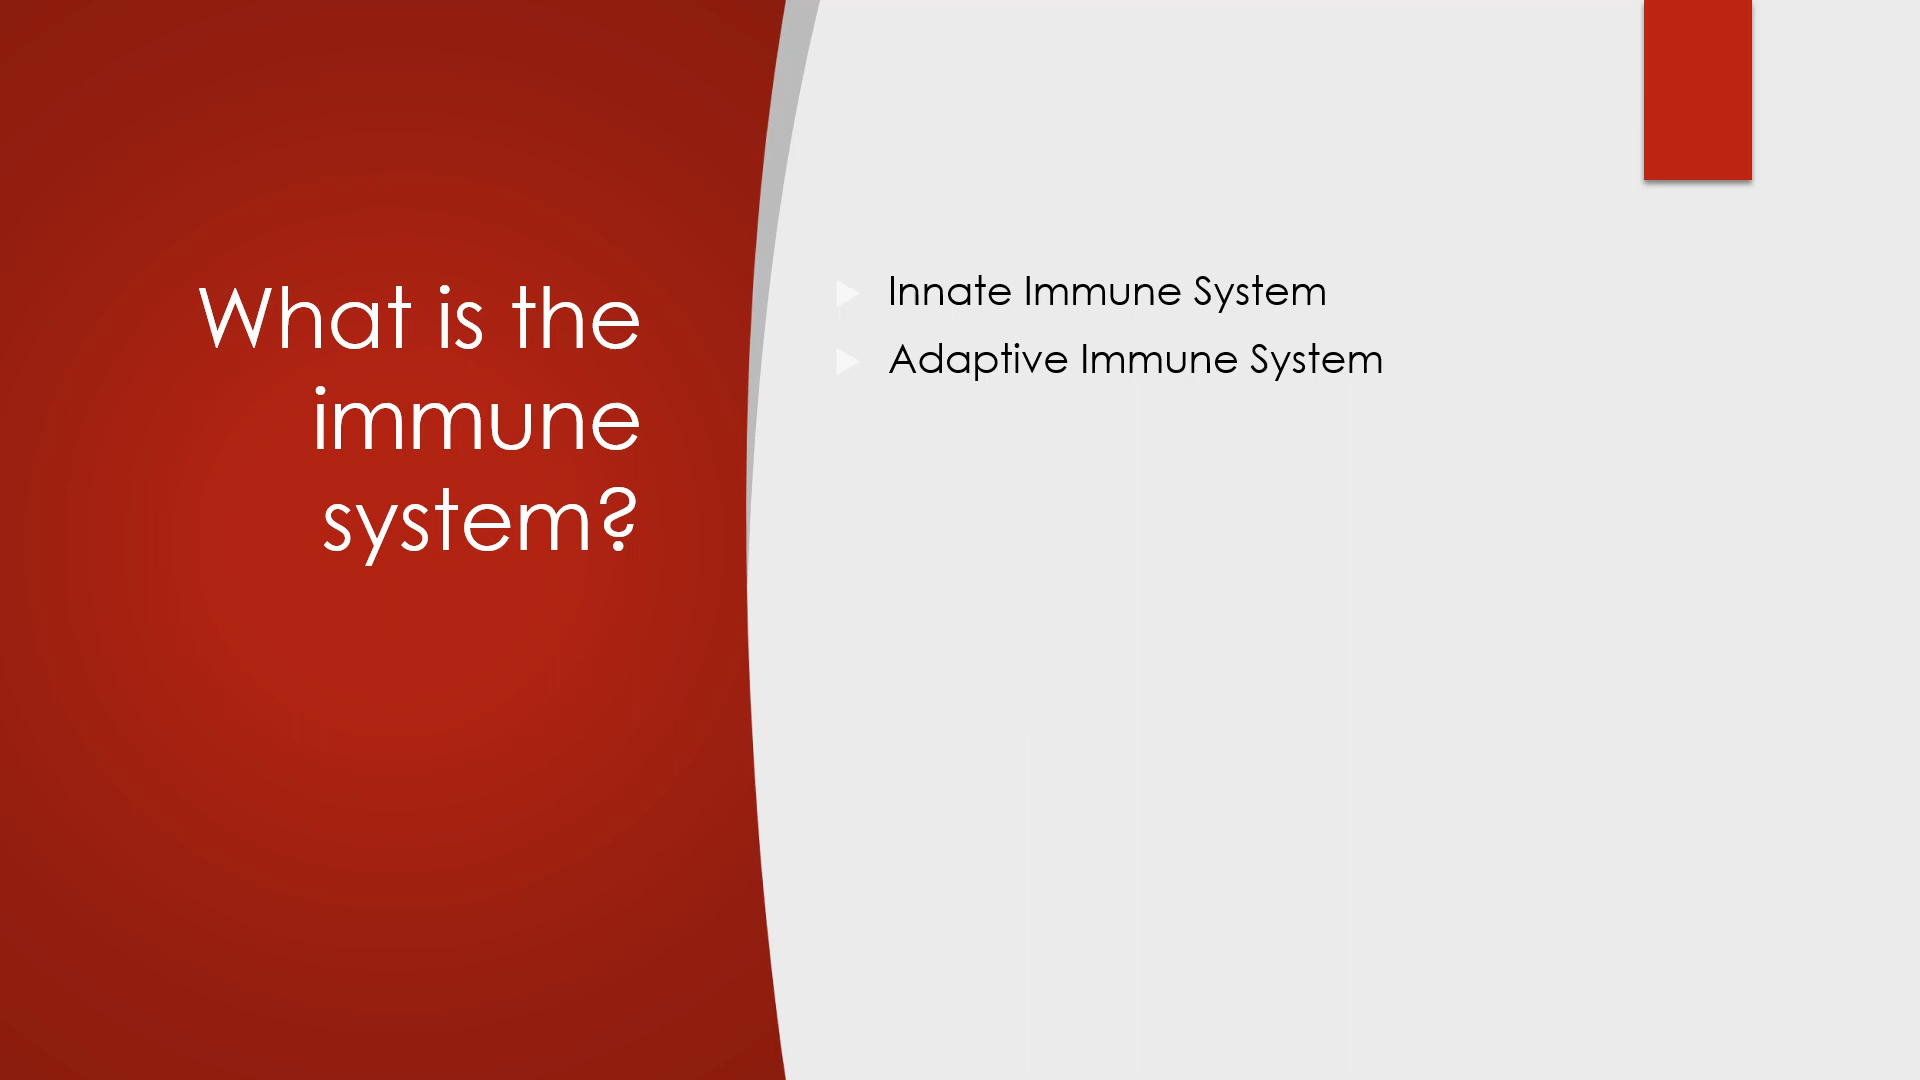 What is the
immune
system?
Innate Immune System
Adaptive Immune System